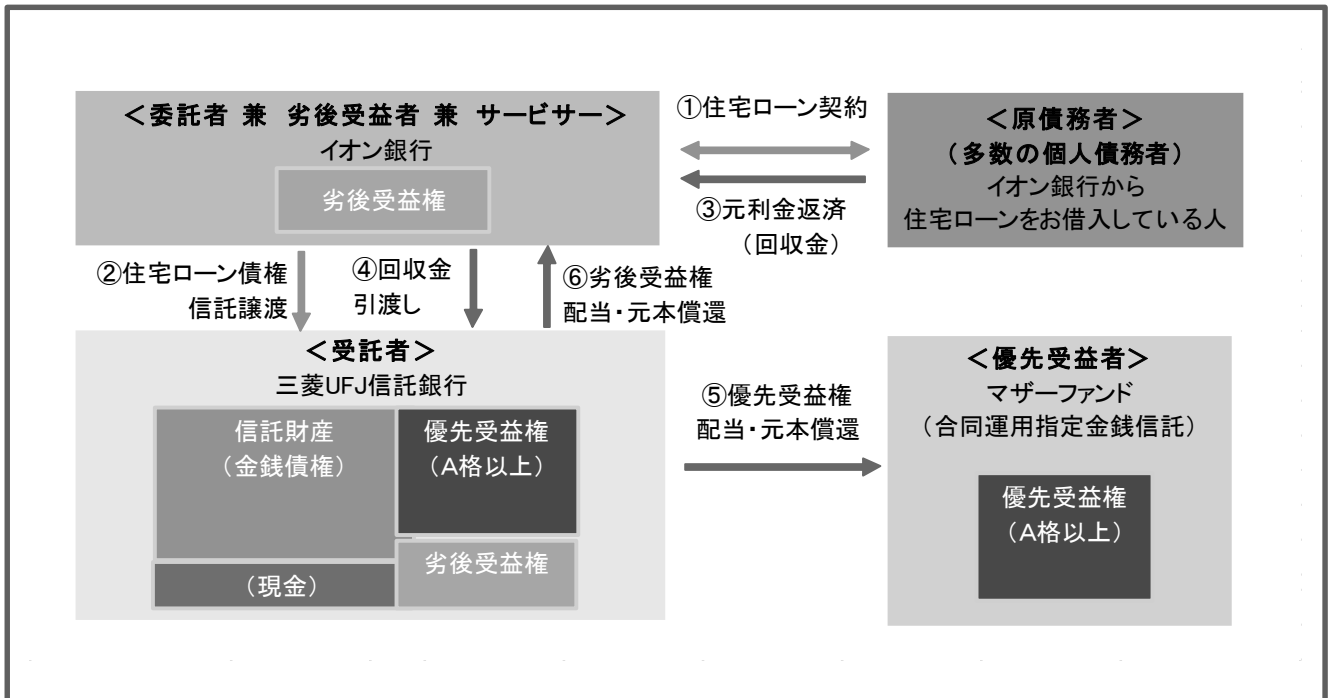 ＜委託者 兼 劣後受益者 兼 サービサー＞
イオン銀行
劣後受益権
①住宅ローン契約
③元利金返済
（回収金）
＜原債務者＞
（多数の個人債務者）
イオン銀行から
住宅ローンをお借入している人
②住宅ローン債権
信託譲渡
④回収金
引渡し
⑥劣後受益権
配当・元本償還
＜受託者＞
三菱UFJ信託銀行
信託財産
（金銭債権）
（現金）
優先受益権
（A格以上）
劣後受益権
⑤優先受益権
配当・元本償還
＜優先受益者＞
マザーファンド
（合同運用指定金銭信託）
優先受益権
（A格以上）